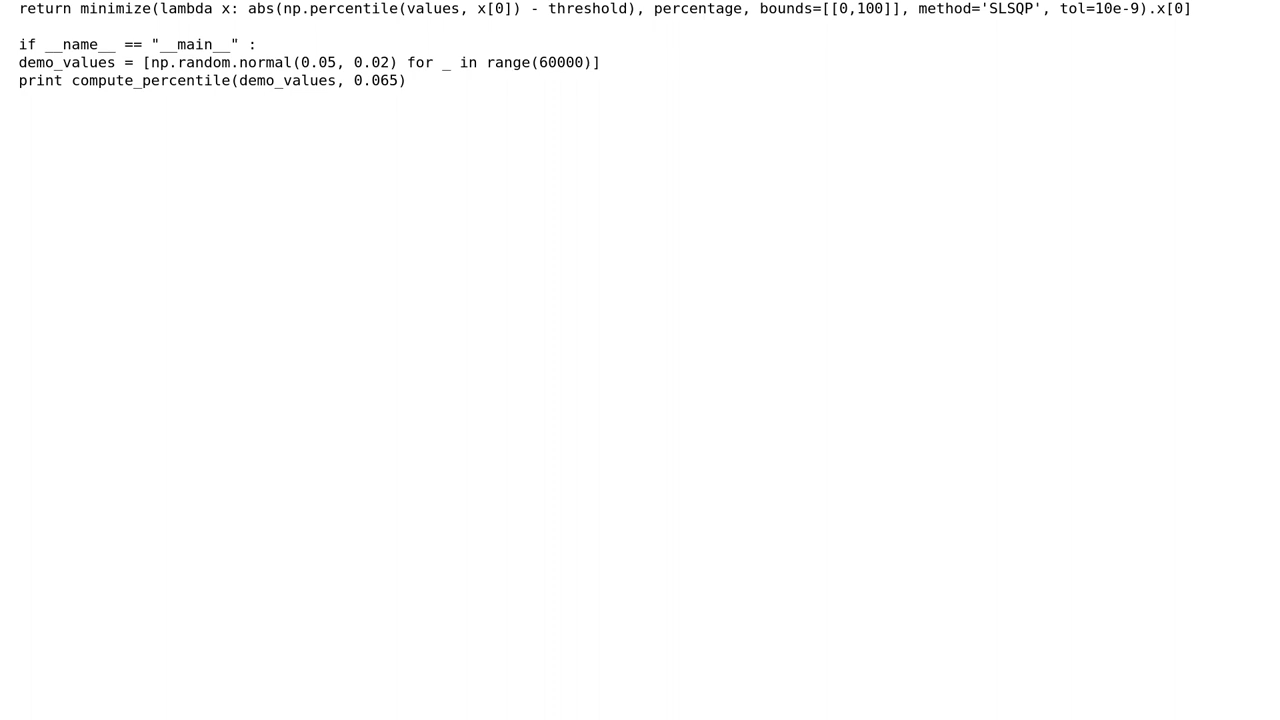 return minimize(lambda x: abs(np.percentile(values, x[0]) - threshold), percentage, bounds=[[0,100]], method='SLSQP', tol=10e-9).x[0]
if __name__ == "__main__" :
demo_values = [np.random.normal(0.05, 0.02) for _ in range(60000)]
print compute_percentile(demo_values, 0.065)